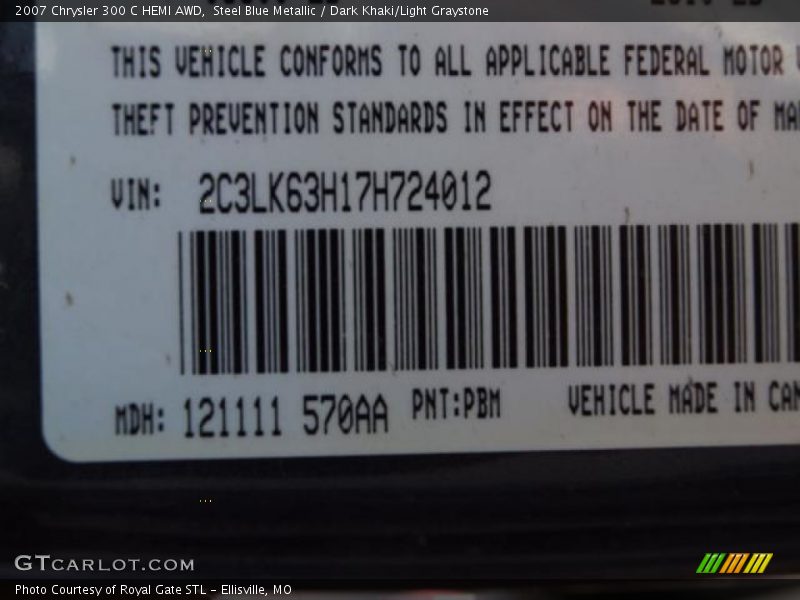 2007 Chrysler 300 C HEMI AWD, Steel Blue Metallic / Dark Khaki/Light Graystone
THIS VEHICLE CONFORMS TO ALL APPLICABLE FEDERAL MOTOR
THEFT PREVENTION STANDARDS IN EFFECT ON THE DATE OF MA
VIN: 2C3LK63H17H724012
MDH: 121111 570AA PNT:PBM VEHICLE MADE IN CAN
GTCARLOT.COM
Photo Courtesy of Royal Gate STL - Ellisville, MO